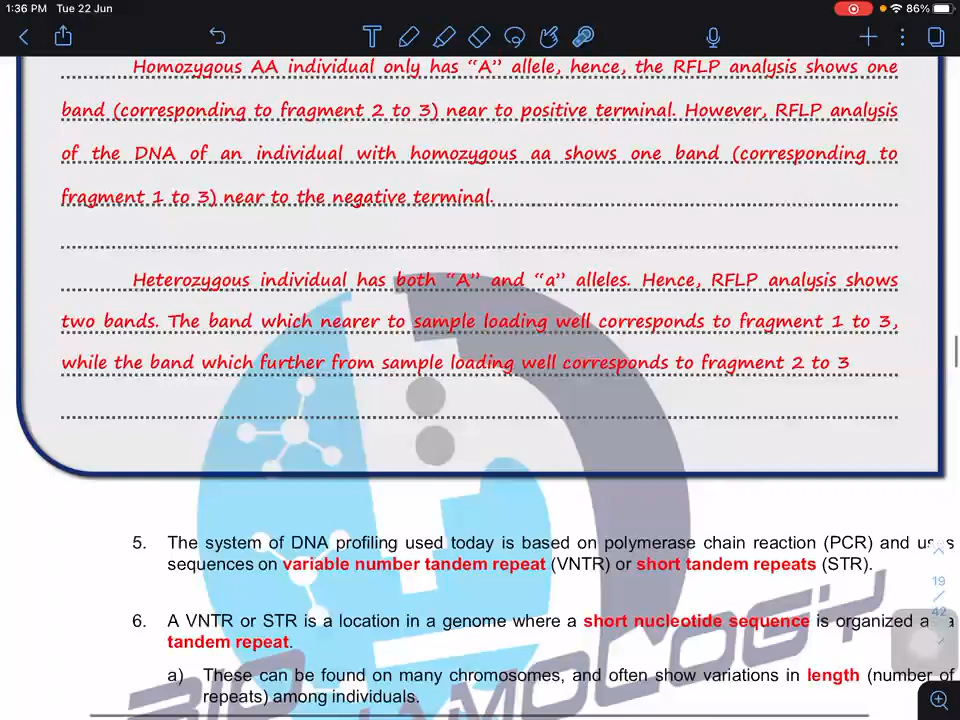 1:36 PM Tue 22 Jun
86%
Homozygous AA individual only has “A” allele, hence, the RFLP analysis shows one
band (corresponding to fragment 2 to 3) near to positive terminal. However, RFLP analysis
of the DNA of an individual with homozygous aa shows one band (corresponding to
fragment 1 to 3) near to the negative terminal.
Heterozygous individual has both “A” and “a” alleles. Hence, RFLP analysis shows
two bands. The band which nearer to sample loading well corresponds to fragment 1 to 3,
while the band which further from sample loading well corresponds to fragment 2 to 3
5. The system of DNA profiling used today is based on polymerase chain reaction (PCR) and uses
sequences on variable number tandem repeat (VNTR) or short tandem repeats (STR).
19
/
42
6. A VNTR or STR is a location in a genome where a short nucleotide sequence is organized as a
tandem repeat.
a) These can be found on many chromosomes, and often show variations in length (number of
repeats) among individuals.